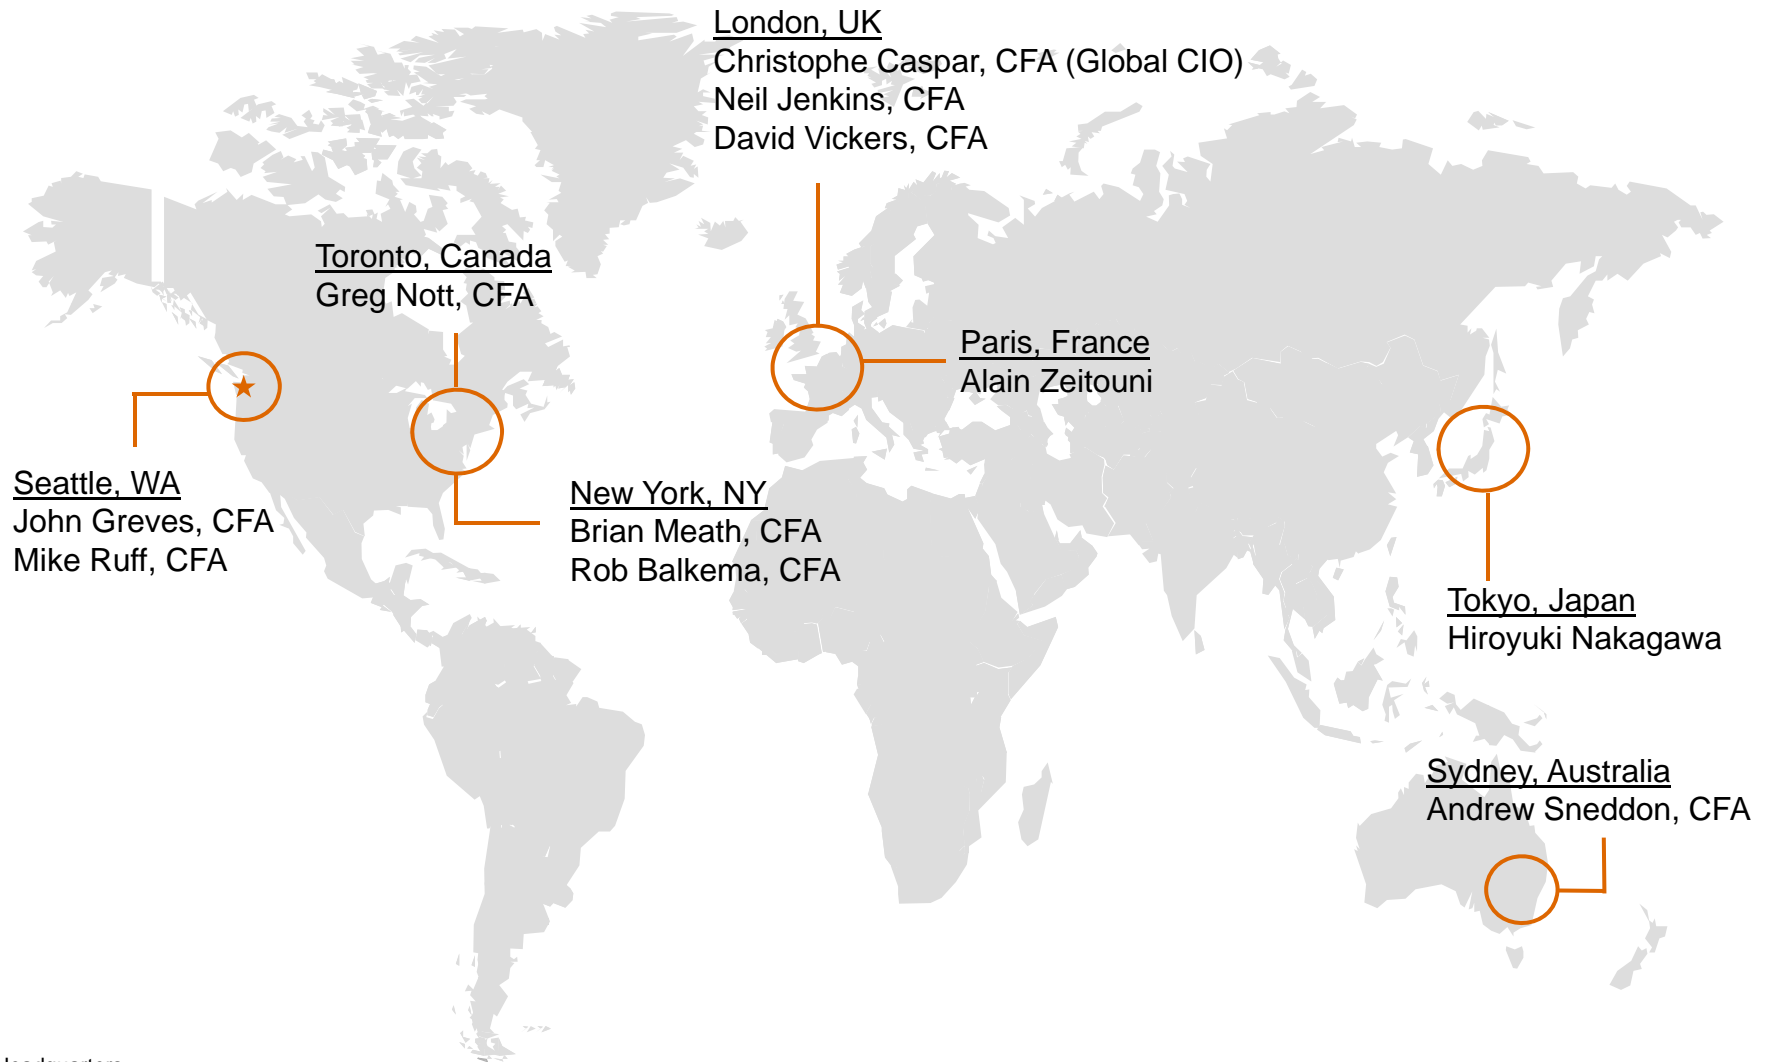 London, UK
Christophe Caspar, CFA (Global CIO)
Neil Jenkins, CFA
David Vickers, CFA
Toronto, Canada
Greg Nott, CFA
Paris, France
Alain Zeitouni
Seattle, WA
John Greves, CFA
Mike Ruff, CFA
New York, NY
Brian Meath, CFA
Rob Balkema, CFA
Tokyo, Japan
Hiroyuki Nakagawa
Sydney, Australia
Andrew Sneddon, CFA